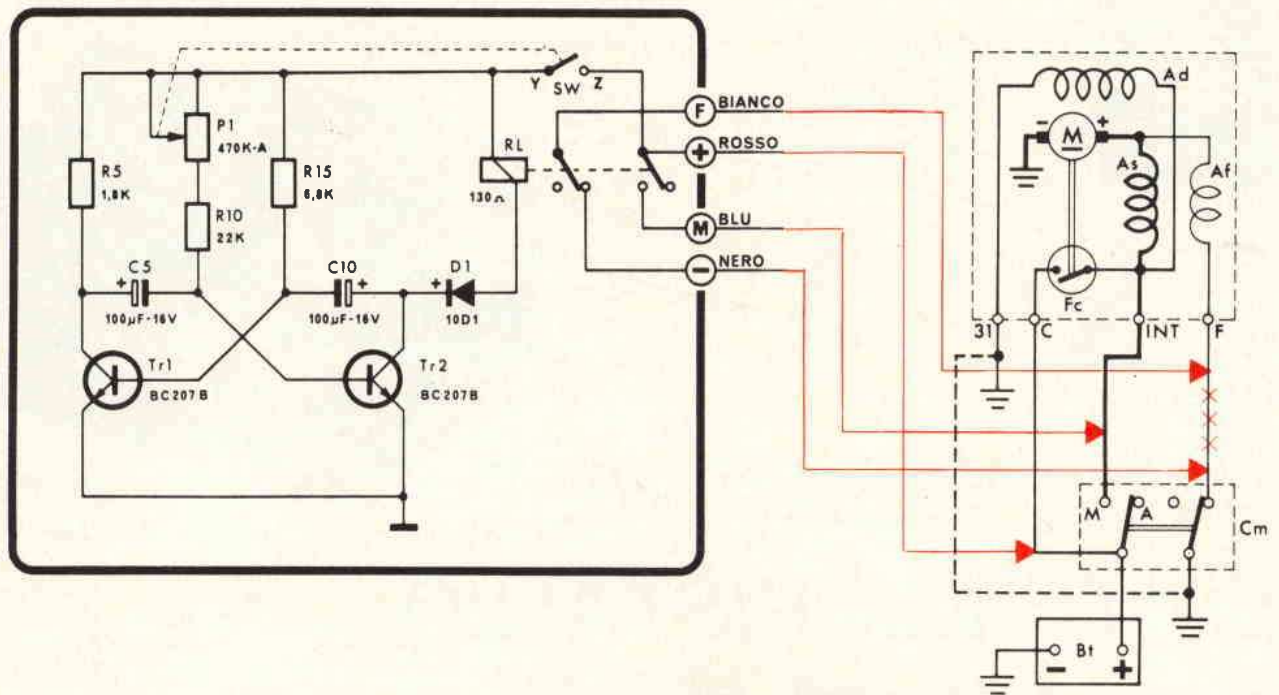 Y SW Z
P1
470K-A
R5
1,8K
R15
6,8K
R10
22K
RL
130Ω
C5
+
100µF-16V
C10
+
100µF-16V
D1
+
10D1
Tr1
BC207B
Tr2
BC207B
F BIANCO
+ ROSSO
M BLU
− NERO
Ad
- M +
As
Af
Fc
31 C INT F
M A
Cm
Bt
− +